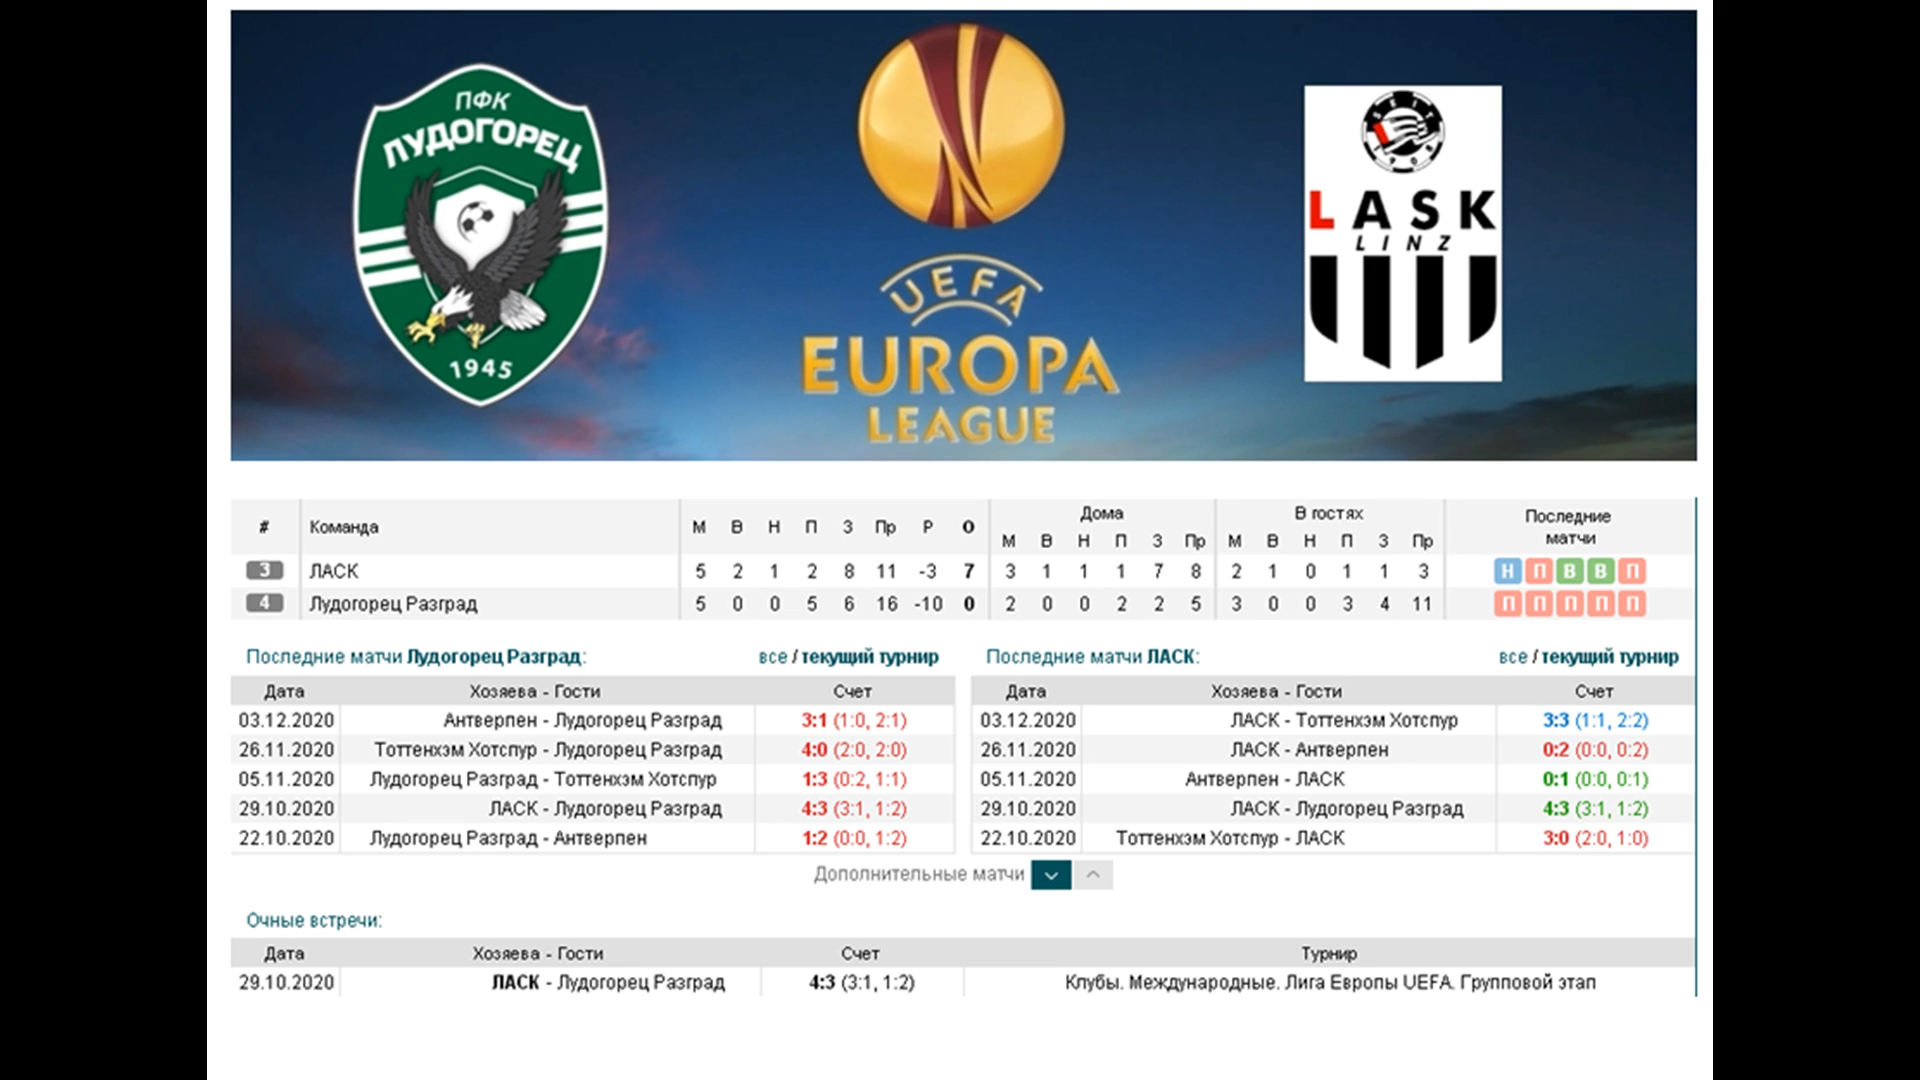 ПФК
ЛУДОГОРЕЦ
1945
UEFA
EUROPA
LEAGUE
SEIT
1908
LASK
LINZ
# Команда М В Н П З Пр Р О Дома М В Н П З Пр В гостях М В Н П З Пр Последние матчи
3 ЛАСК 5 2 1 2 8 11 -3 7 3 1 1 1 7 8 2 1 0 1 1 3 Н П В В П
4 Лудогорец Разград 5 0 0 5 6 16 -10 0 2 0 0 2 2 5 3 0 0 3 4 11 П П П П П
Последние матчи Лудогорец Разград: все / текущий турнир
Дата Хозяева - Гости Счет
03.12.2020 Антверпен - Лудогорец Разград 3:1 (1:0, 2:1)
26.11.2020 Тоттенхэм Хотспур - Лудогорец Разград 4:0 (2:0, 2:0)
05.11.2020 Лудогорец Разград - Тоттенхэм Хотспур 1:3 (0:2, 1:1)
29.10.2020 ЛАСК - Лудогорец Разград 4:3 (3:1, 1:2)
22.10.2020 Лудогорец Разград - Антверпен 1:2 (0:0, 1:2)
Последние матчи ЛАСК: все / текущий турнир
Дата Хозяева - Гости Счет
03.12.2020 ЛАСК - Тоттенхэм Хотспур 3:3 (1:1, 2:2)
26.11.2020 ЛАСК - Антверпен 0:2 (0:0, 0:2)
05.11.2020 Антверпен - ЛАСК 0:1 (0:0, 0:1)
29.10.2020 ЛАСК - Лудогорец Разград 4:3 (3:1, 1:2)
22.10.2020 Тоттенхэм Хотспур - ЛАСК 3:0 (2:0, 1:0)
Дополнительные матчи
Очные встречи:
Дата Хозяева - Гости Счет Турнир
29.10.2020 ЛАСК - Лудогорец Разград 4:3 (3:1, 1:2) Клубы. Международные. Лига Европы UEFA. Групповой этап